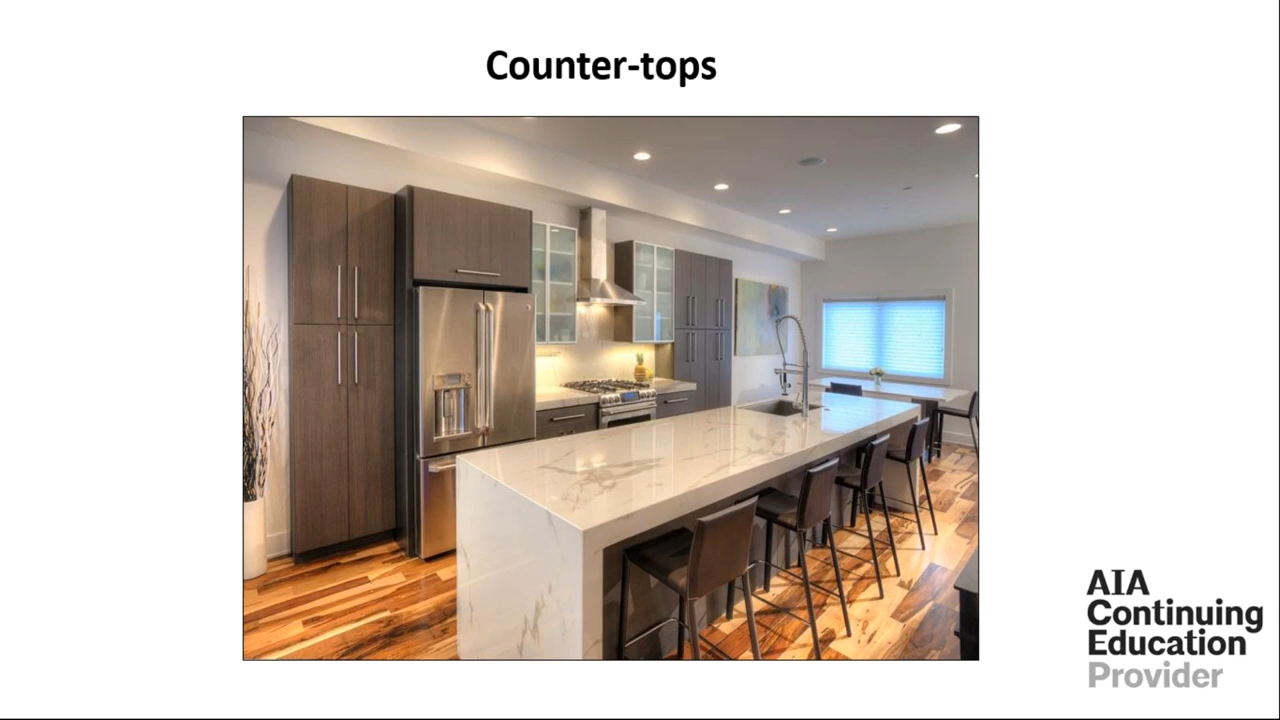 Counter-tops
AIA
Continuing
Education
Provider